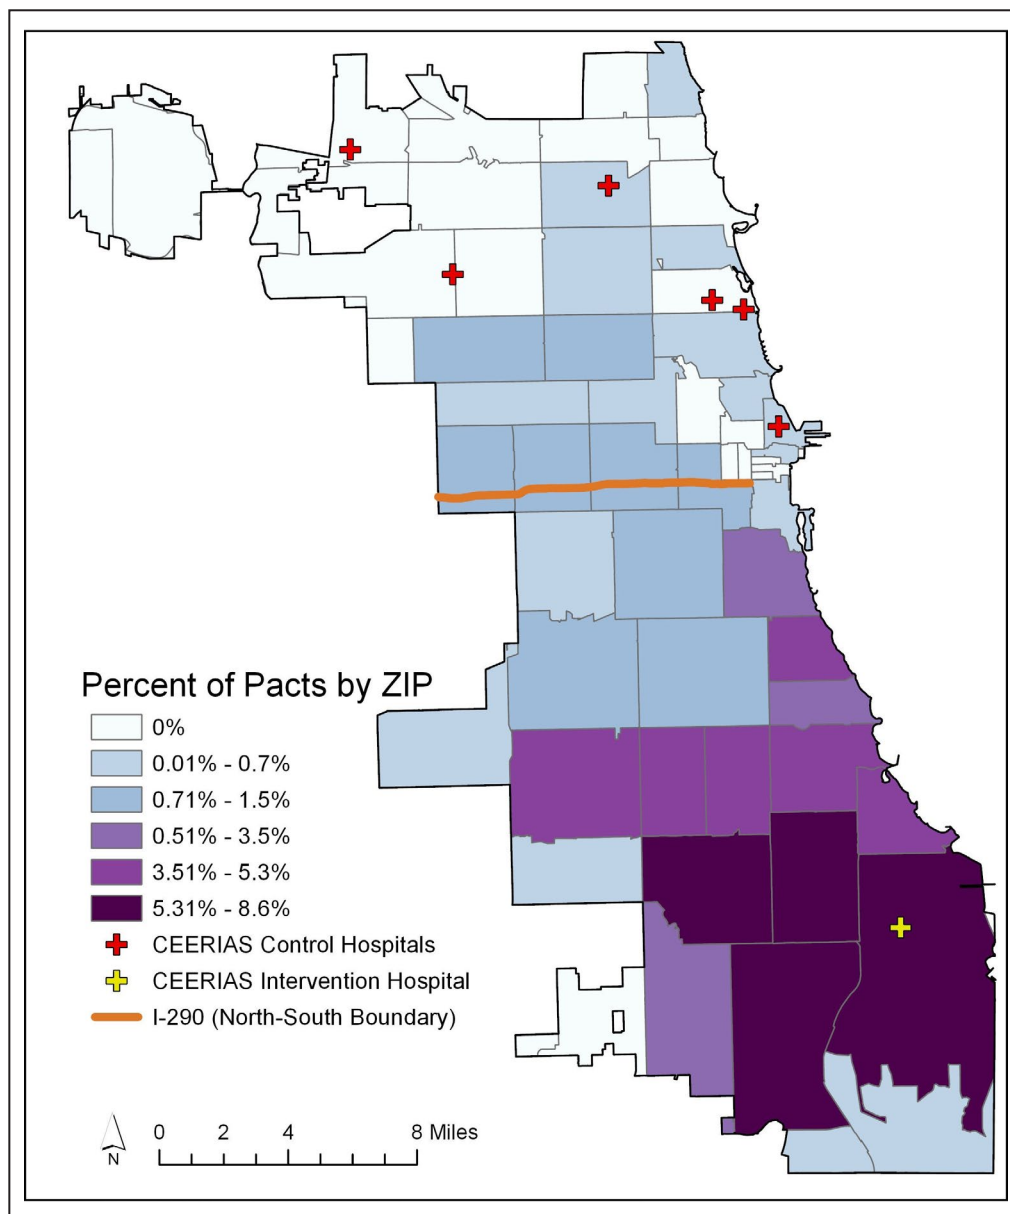 Percent of Pacts by ZIP
0%
0.01% - 0.7%
0.71% - 1.5%
0.51% - 3.5%
3.51% - 5.3%
5.31% - 8.6%
CEERIAS Control Hospitals
CEERIAS Intervention Hospital
I-290 (North-South Boundary)
N
0 2 4 8 Miles